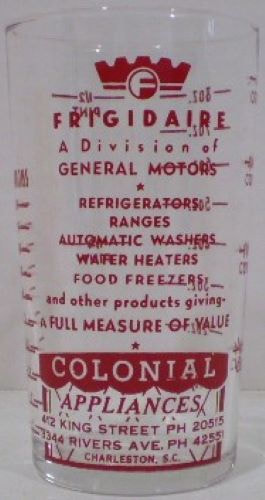 F
FRIGIDAIRE
A Division of
GENERAL MOTORS
REFRIGERATORS
RANGES
AUTOMATIC WASHERS
WATER HEATERS
FOOD FREEZERS
and other products giving-
A FULL MEASURE OF VALUE
COLONIAL
APPLIANCES
412 KING STREET PH 20515
3344 RIVERS AVE. PH 42551
CHARLESTON, S.C.